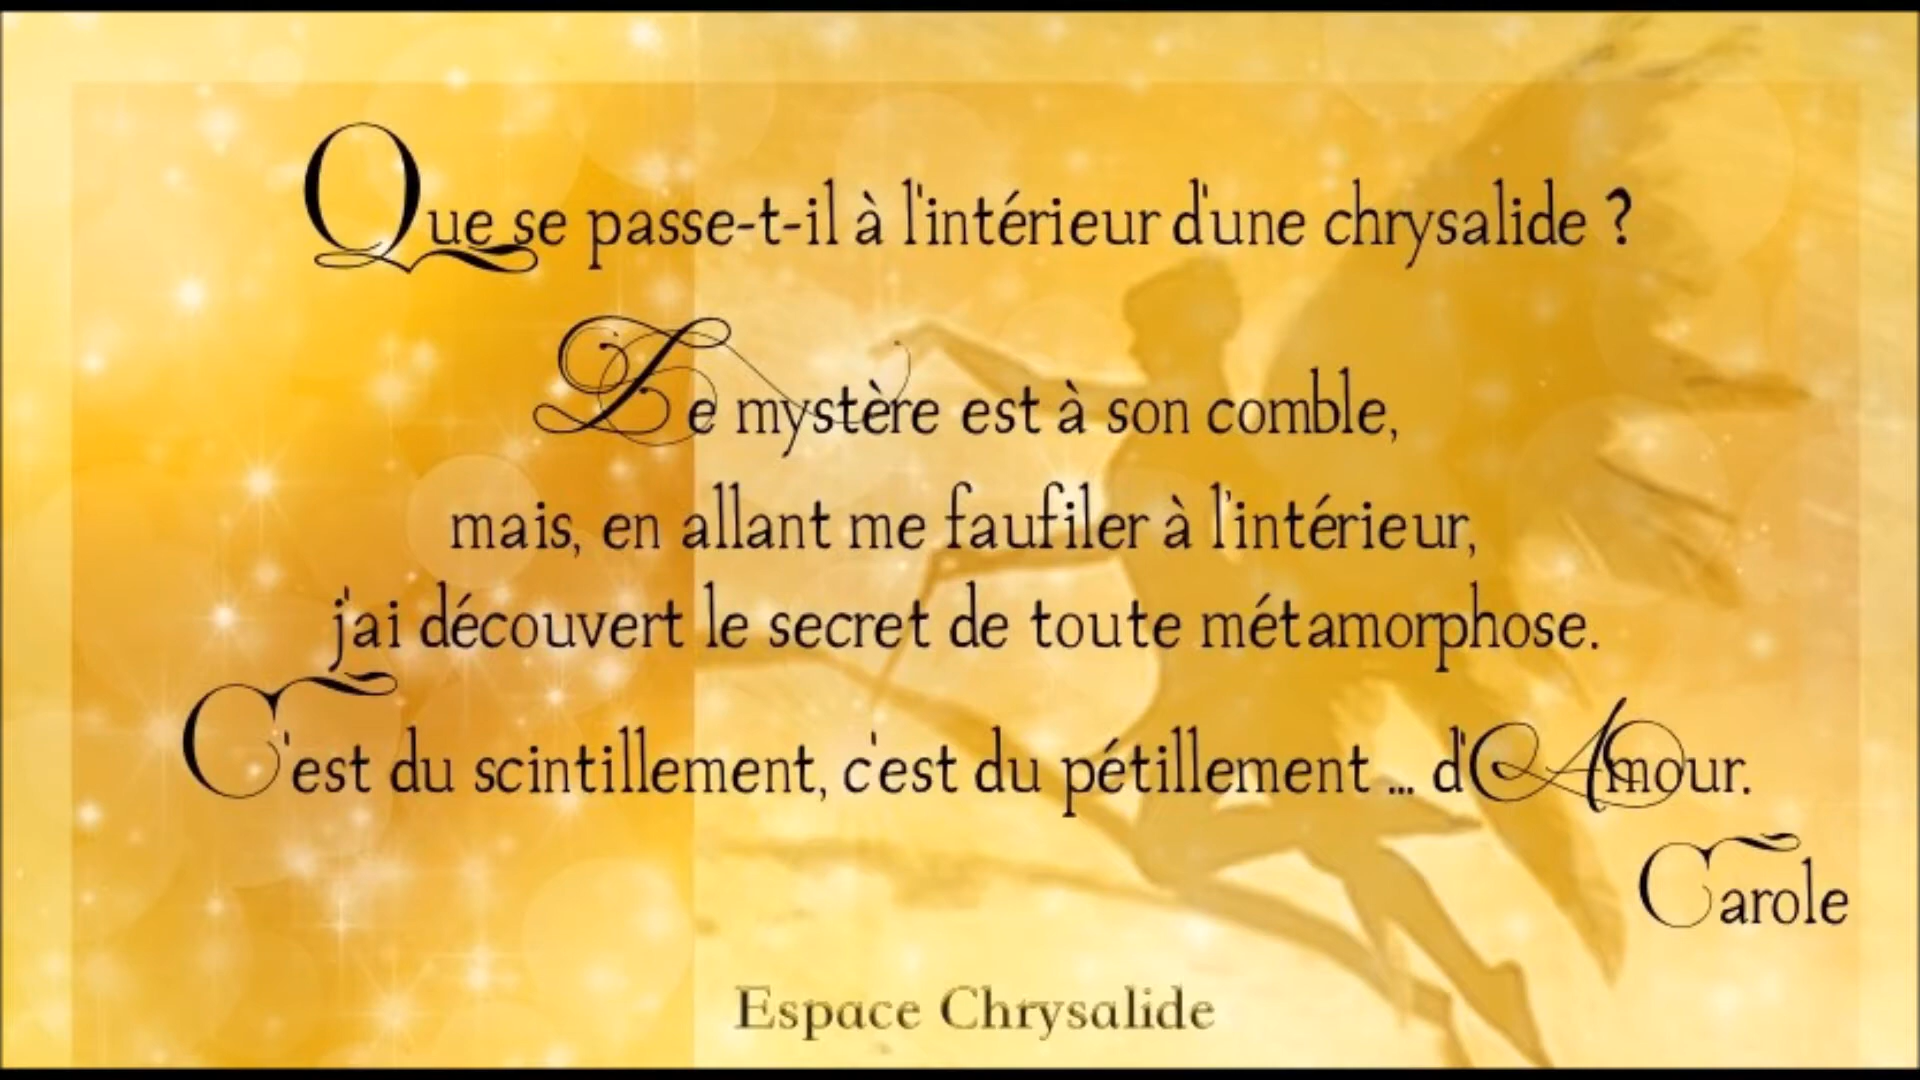 Que se passe-t-il à l'intérieur d'une chrysalide ?
Le mystère est à son comble,
mais, en allant me faufiler à l'intérieur,
j'ai découvert le secret de toute métamorphose.
C'est du scintillement, c'est du pétillement ... d'Amour.
Carole
Espace Chrysalide